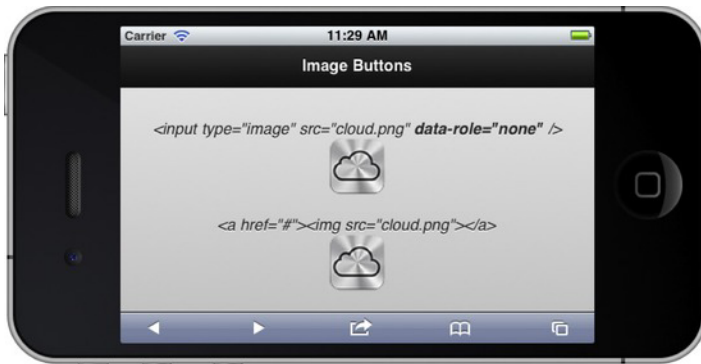 Carrier 11:29 AM
Image Buttons
<input type="image" src="cloud.png" data-role="none" />
<a href="#"><img src="cloud.png"></a>